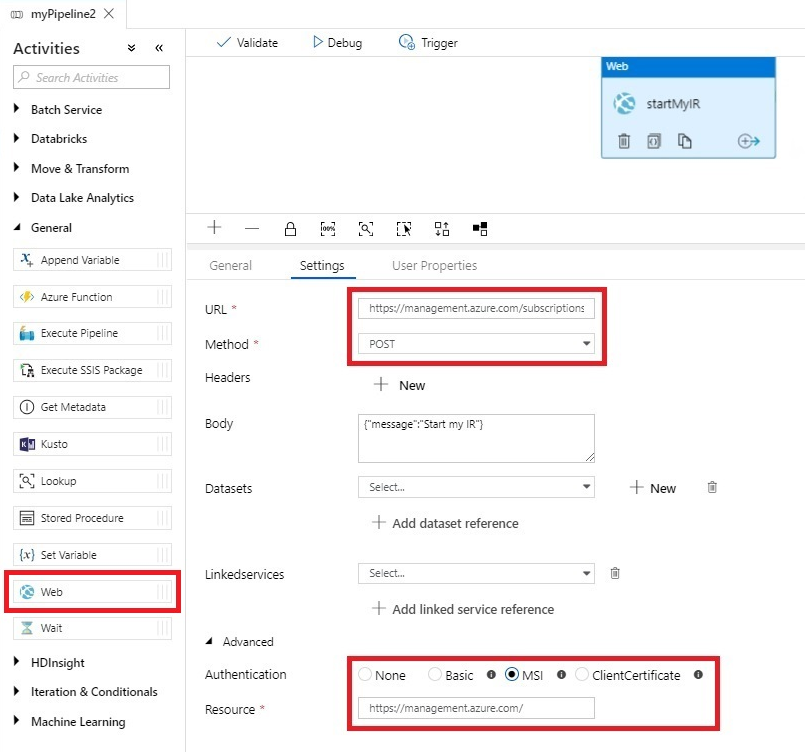 myPipeline2
Activities
Search Activities
Batch Service
Databricks
Move & Transform
Data Lake Analytics
General
Append Variable
Azure Function
Execute Pipeline
Execute SSIS Package
Get Metadata
Kusto
Lookup
Stored Procedure
{x} Set Variable
Web
Wait
HDInsight
Iteration & Conditionals
Machine Learning
Validate
Debug
Trigger
Web
startMyIR
100%
General
Settings
User Properties
URL *
https://management.azure.com/subscriptions
Method *
POST
Headers
New
Body
{"message":"Start my IR"}
Datasets
Select...
New
Add dataset reference
Linkedservices
Select...
Add linked service reference
Advanced
Authentication
None
Basic
MSI
ClientCertificate
Resource *
https://management.azure.com/